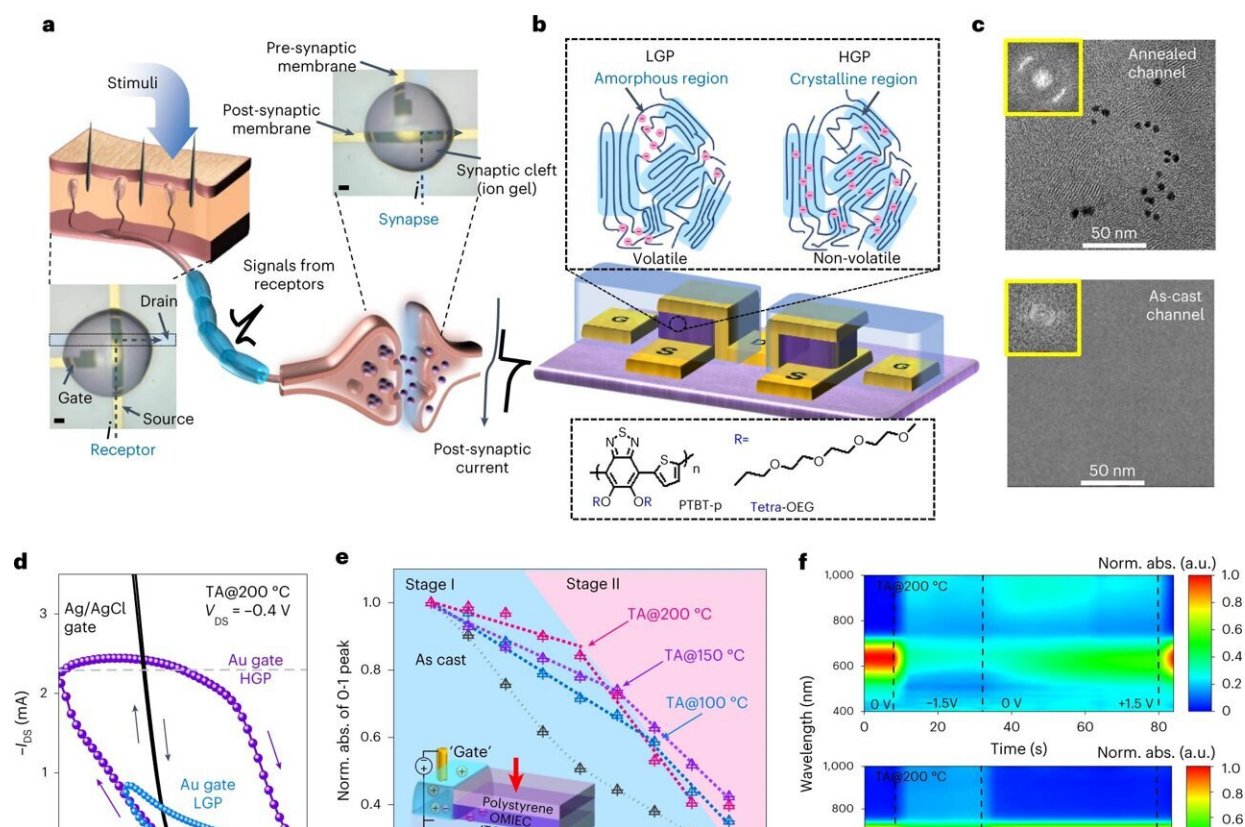 a
Stimuli
Pre-synaptic
membrane
Post-synaptic
membrane
Synaptic cleft
(ion gel)
i
Synapse
Signals from
receptors
Drain
Gate
Source
i
Receptor
Post-synaptic
current
b
LGP
HGP
Amorphous region
Crystalline region
Volatile
Non-volatile
G
S
D
S
G
S
N
N
S
n
RO
OR
PTBT-p
R=
O
O
O
O
Tetra-OEG
c
Annealed
channel
50 nm
As-cast
channel
50 nm
d
TA@200 °C
VDS = −0.4 V
Ag/AgCl
gate
Au gate
HGP
Au gate
LGP
−IDS (mA)
3
2
1
e
Stage I
Stage II
TA@200 °C
TA@150 °C
TA@100 °C
As cast
'Gate'
Polystyrene
OMIEC
Norm. abs. of 0-1 peak
1.0
0.8
0.6
0.4
f
Norm. abs. (a.u.)
TA@200 °C
1,000
800
600
400
0 V
−1.5V
0 V
+1.5 V
0
20
40
60
80
Time (s)
Wavelength (nm)
1.0
0.8
0.6
0.4
0.2
0
Norm. abs. (a.u.)
TA@200 °C
1,000
800
1.0
0.8
0.6